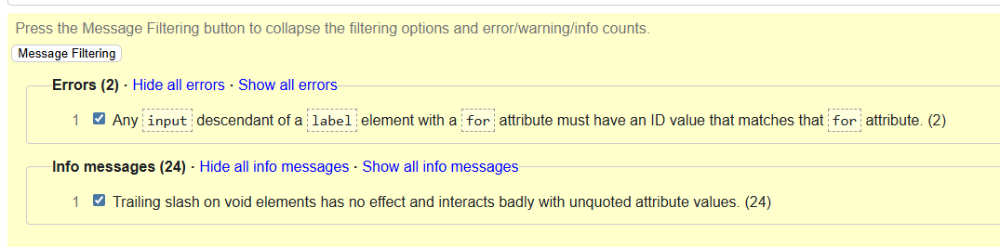 Press the Message Filtering button to collapse the filtering options and error/warning/info counts.
Message Filtering
Errors (2) · Hide all errors · Show all errors
1 Any input descendant of a label element with a for attribute must have an ID value that matches that for attribute. (2)
Info messages (24) · Hide all info messages · Show all info messages
1 Trailing slash on void elements has no effect and interacts badly with unquoted attribute values. (24)